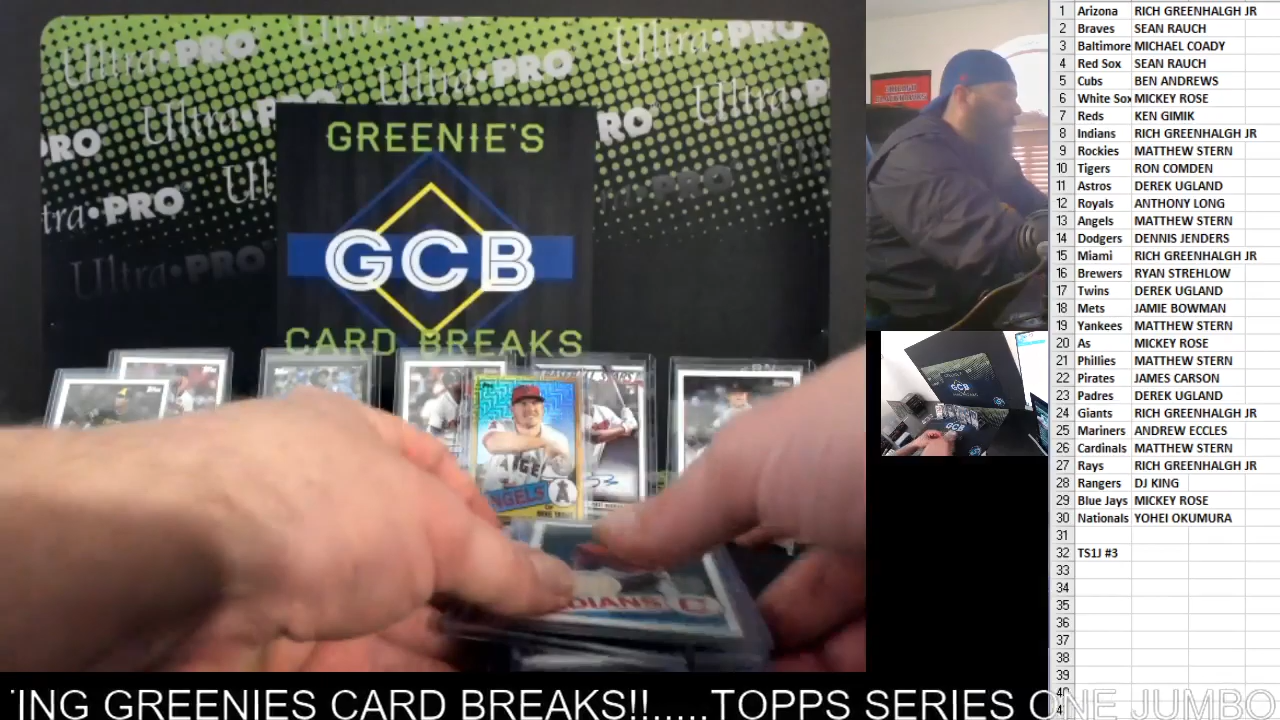 Ultra•PRO
GREENIE'S
GCB
CARD BREAKS
BASEBALL STARS
topps
ANGELS
MIKE TROUT
DIANS C
1 Arizona RICH GREENHALGH JR
2 Braves SEAN RAUCH
3 Baltimore MICHAEL COADY
4 Red Sox SEAN RAUCH
5 Cubs BEN ANDREWS
6 White Sox MICKEY ROSE
7 Reds KEN GIMIK
8 Indians RICH GREENHALGH JR
9 Rockies MATTHEW STERN
10 Tigers RON COMDEN
11 Astros DEREK UGLAND
12 Royals ANTHONY LONG
13 Angels MATTHEW STERN
14 Dodgers DENNIS JENDERS
15 Miami RICH GREENHALGH JR
16 Brewers RYAN STREHLOW
17 Twins DEREK UGLAND
18 Mets JAMIE BOWMAN
19 Yankees MATTHEW STERN
20 As MICKEY ROSE
21 Phillies MATTHEW STERN
22 Pirates JAMES CARSON
23 Padres DEREK UGLAND
24 Giants RICH GREENHALGH JR
25 Mariners ANDREW ECCLES
26 Cardinals MATTHEW STERN
27 Rays RICH GREENHALGH JR
28 Rangers DJ KING
29 Blue Jays MICKEY ROSE
30 Nationals YOHEI OKUMURA
31
32 TS1J #3
33
34
35
36
37
38
39
40
'ING GREENIES CARD BREAKS!!.....TOPPS SERIES ONE JUMBO